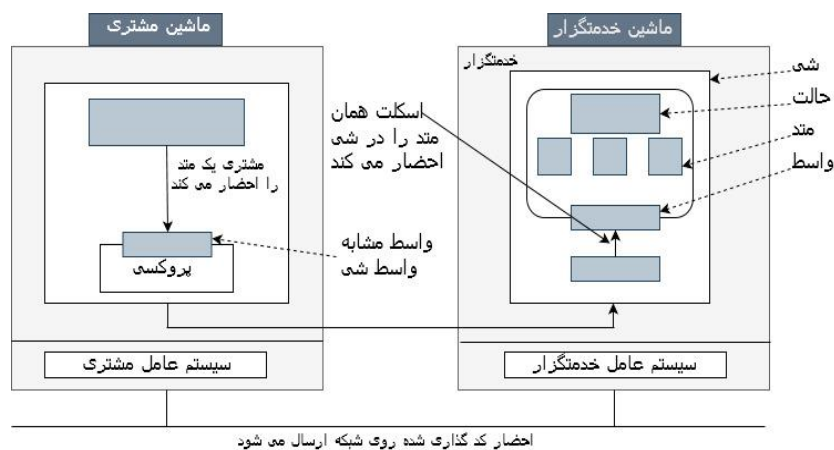 ماشین مشتری
ماشین خدمتگزار
خدمتگزار
شی
حالت
متد
واسط
اسکلت همان
متد را در شی
احضار می کند
مشتری یک متد
را احضار می کند
واسط مشابه
واسط شی
پروکسی
سیستم عامل مشتری
سیستم عامل خدمتگزار
احضار کد گذاری شده روی شبکه ارسال می شود